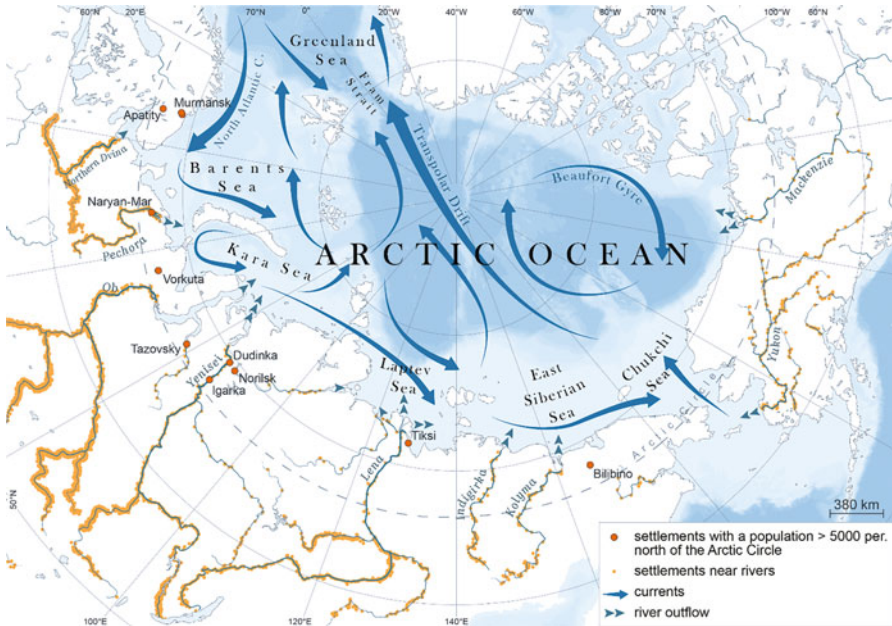 60°N
70°N
0°
20°W
40°W
60°W
80°W
70°N
100°W
60°N
Greenland
Sea
Fram
Strait
North Atlantic C.
Murmansk
Apatity
Northern Drina
Barents
Sea
Transpolar Drift
Beaufort Gyre
Mackenzie
Naryan-Mar
Pechora
Kara Sea
ARCTIC OCEAN
Vorkuta
Ob
Tazovsky
Yenisei
Dudinka
Norilsk
Igarka
Laptev
Sea
East
Siberian
Sea
Chukchi
Sea
Yukon
Arctic Circle
Tiksi
Lena
Indigirka
Kolyma
Bilibino
50°N
380 km
settlements with a population > 5000 per.
north of the Arctic Circle
settlements near rivers
currents
river outflow
100°E
120°E
140°E
160°E